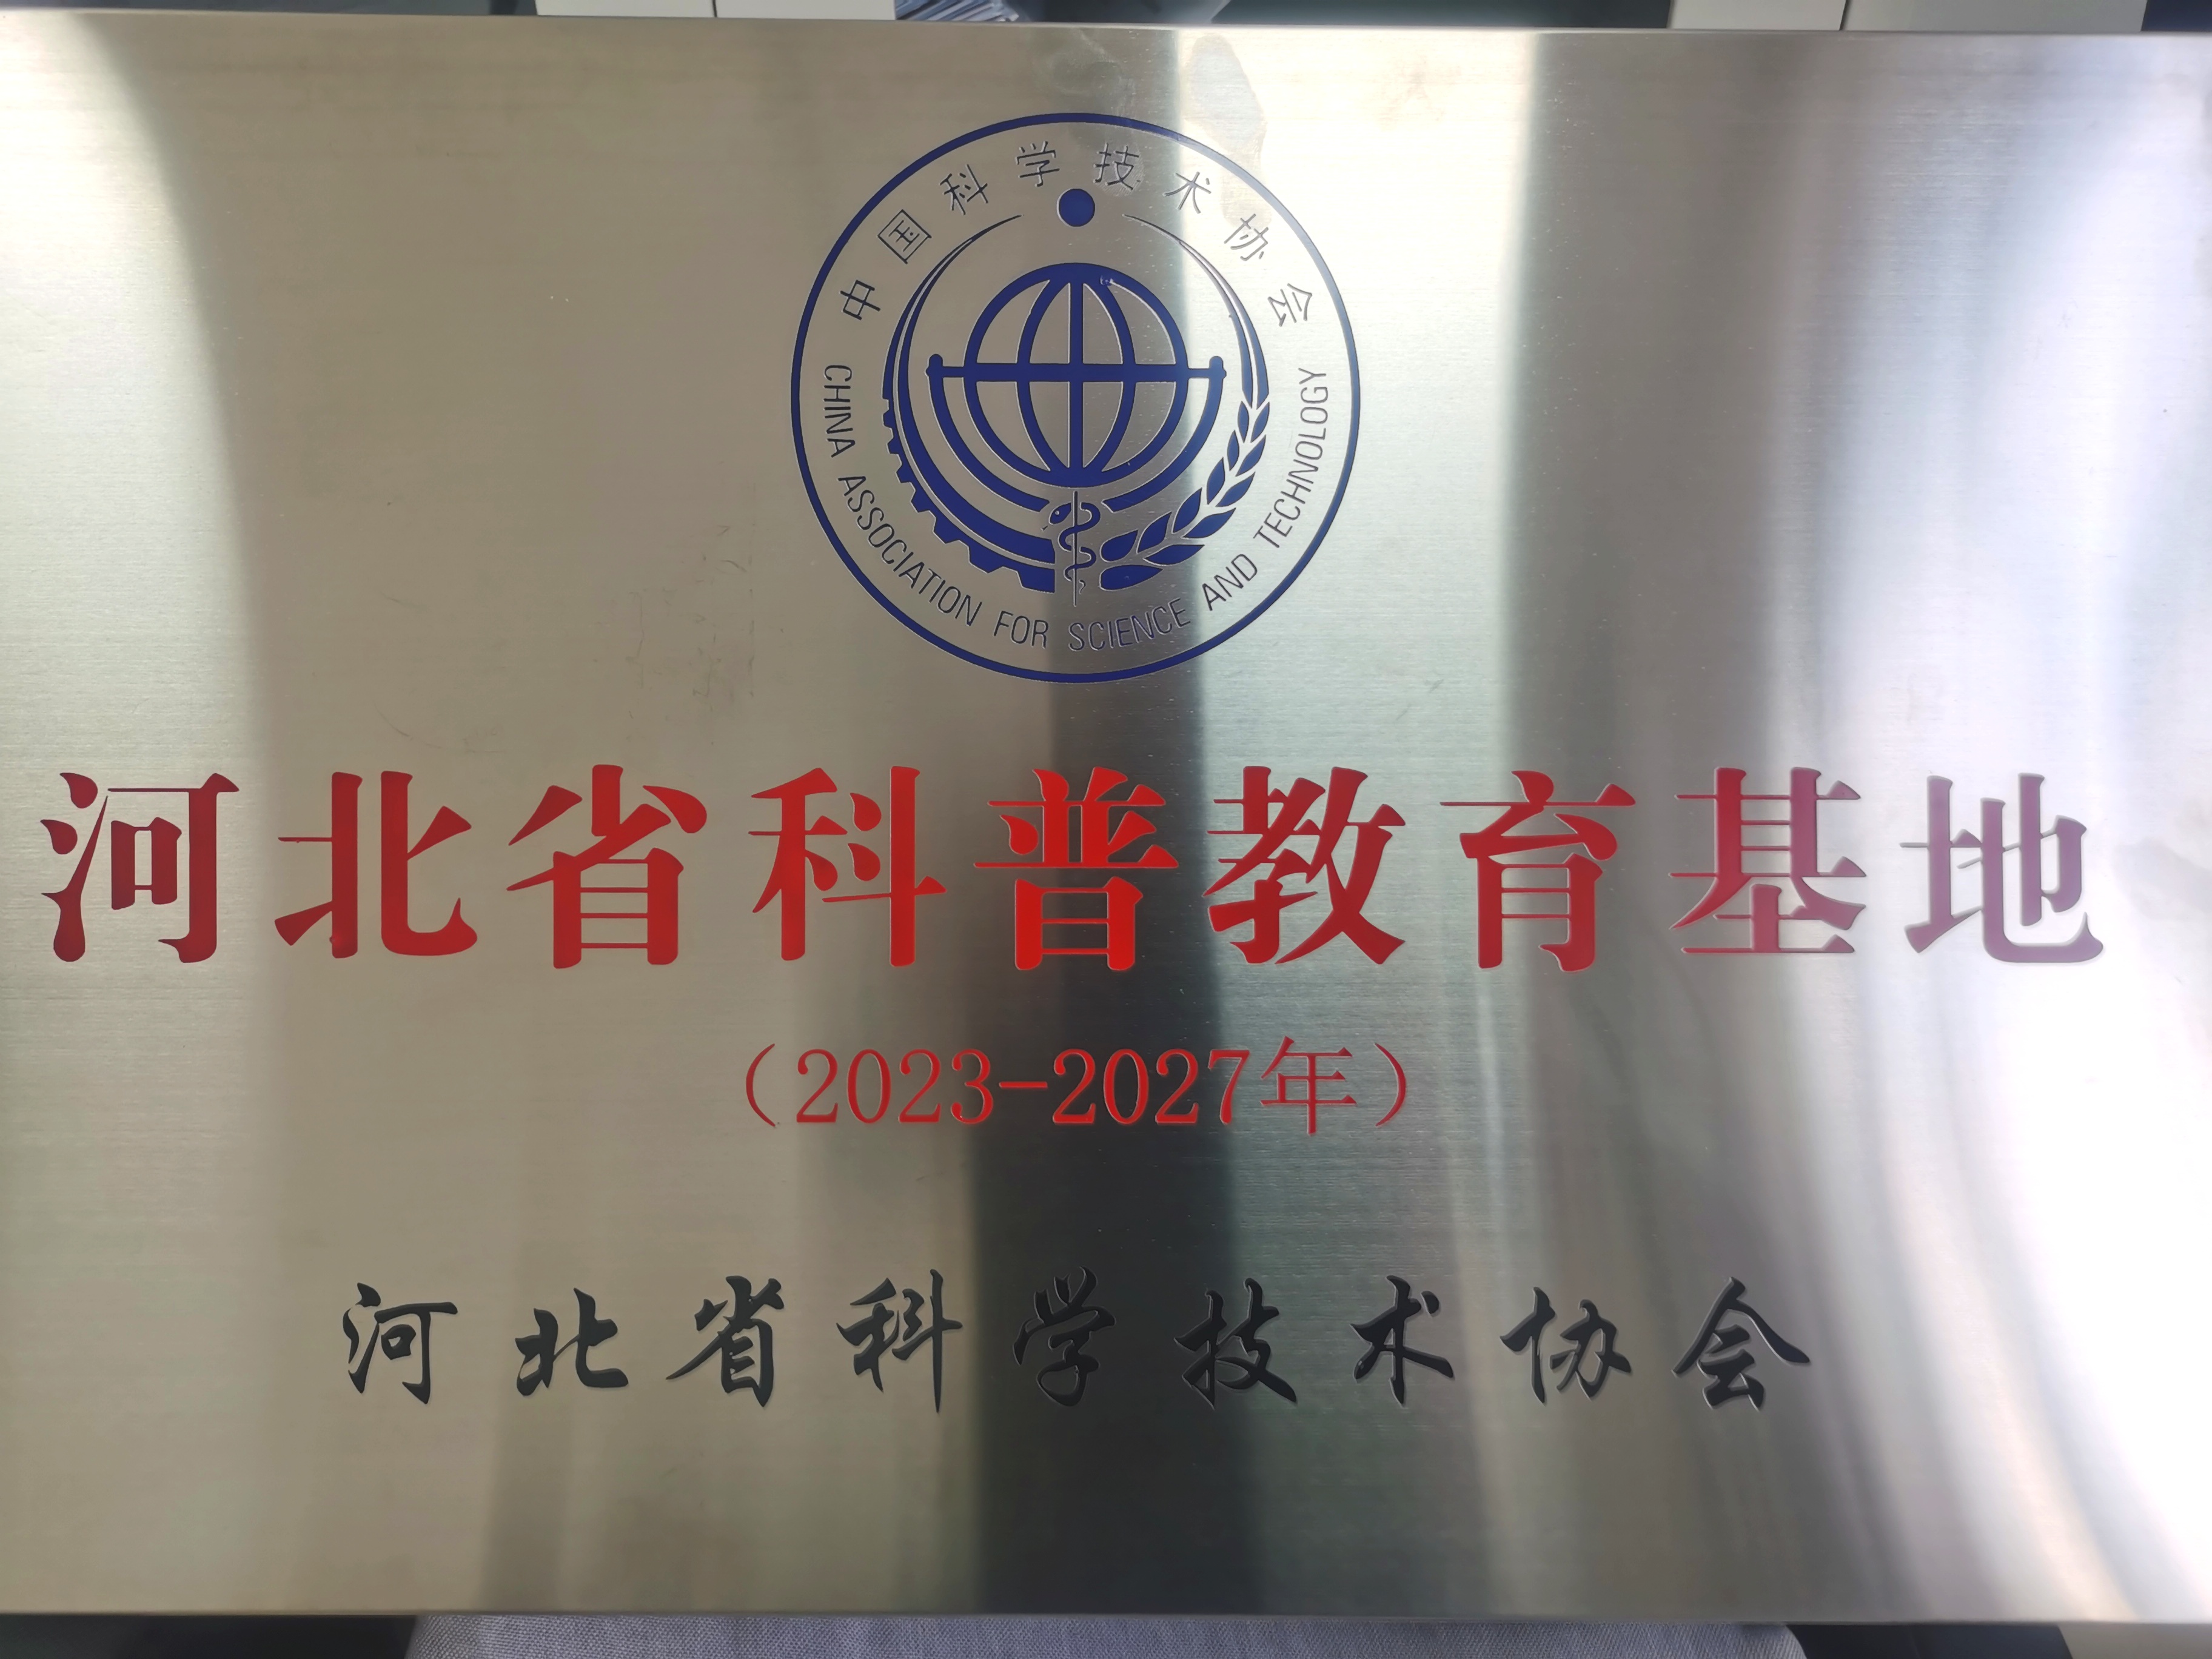 中国科学技术协会
CHINA ASSOCIATION FOR SCIENCE AND TECHNOLOGY
河北省科普教育基地
（2023-2027年）
河北省科学技术协会